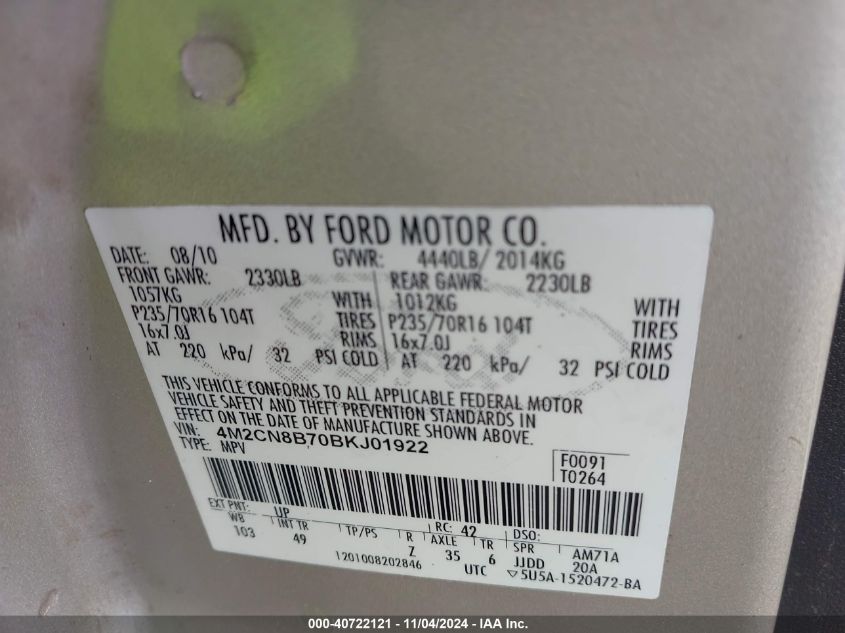 MFD. BY FORD MOTOR CO.
DATE: 08/10 GVWR: 4440LB/ 2014KG
FRONT GAWR: 2330LB REAR GAWR: 2230LB
1057KG WITH 1012KG WITH
P235/70R16 104T TIRES P235/70R16 104T TIRES
16x7.0J RIMS 16x7.0J RIMS
AT 220 kPa/ 32 PSI COLD AT 220 kPa/ 32 PSI COLD
THIS VEHICLE CONFORMS TO ALL APPLICABLE FEDERAL MOTOR
VEHICLE SAFETY AND THEFT PREVENTION STANDARDS IN
EFFECT ON THE DATE OF MANUFACTURE SHOWN ABOVE.
VIN: 4M2CN8B70BKJ01922
TYPE: MPV
F0091
T0264
EXT PNT: UP RC: 42 DSO:
WB INT TR TP/PS R AXLE TR SPR AM71A
103 49 Z 35 6 JJDD 20A
1201008202846 UTC ▽5U5A-1520472-BA
000-40722121 - 11/04/2024 - IAA Inc.